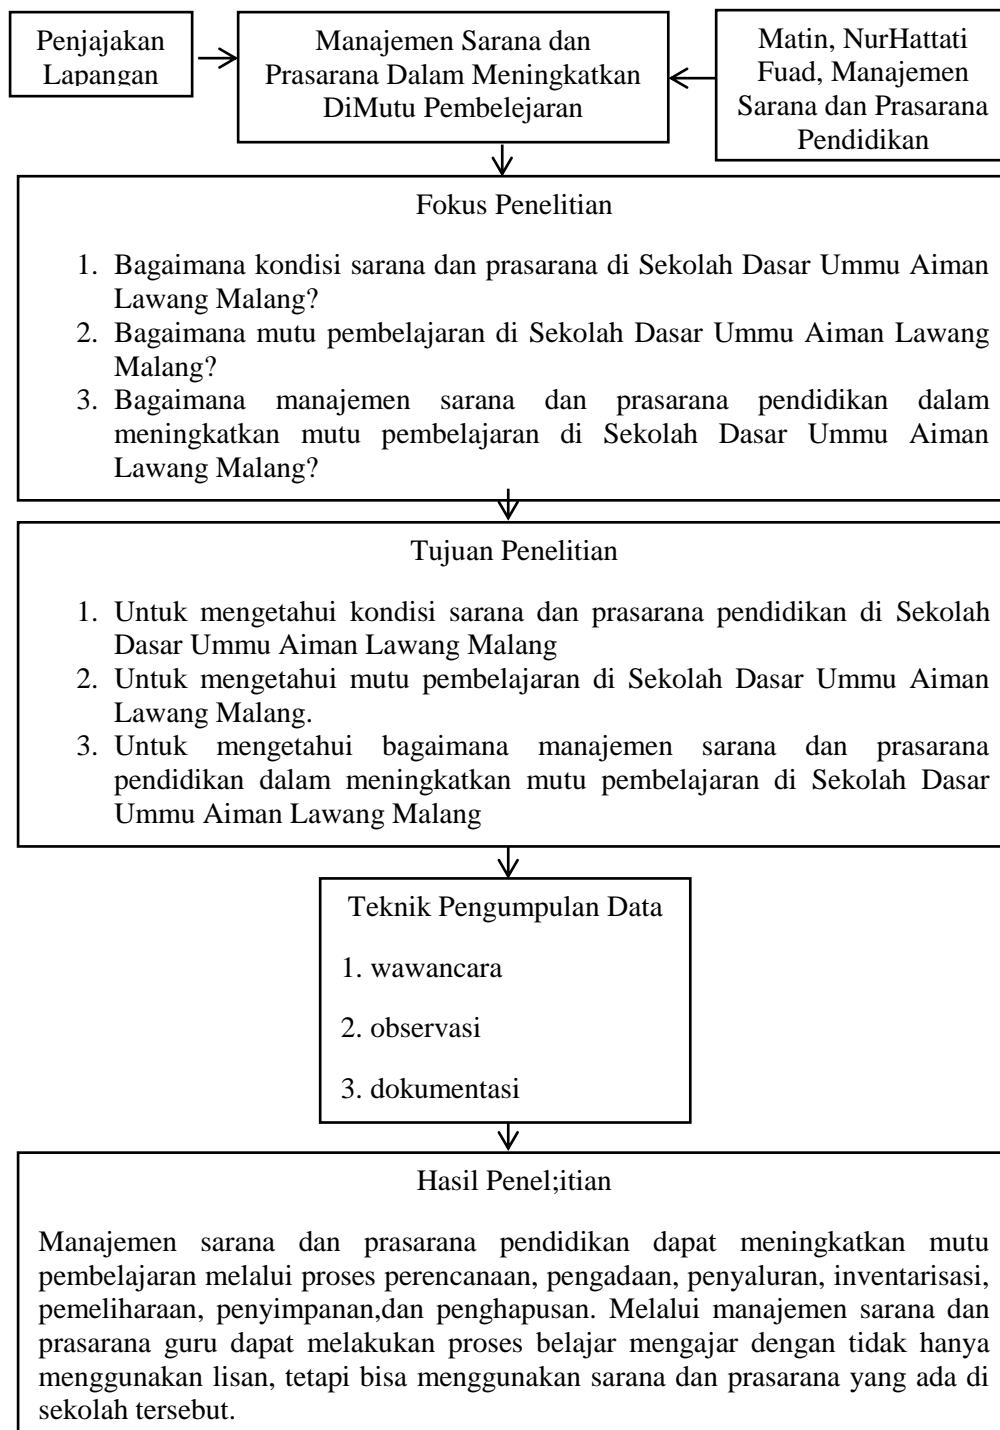 Penjajakan
Lapangan
Manajemen Sarana dan
Prasarana Dalam Meningkatkan
DiMutu Pembelejaran
Matin, NurHattati
Fuad, Manajemen
Sarana dan Prasarana
Pendidikan
Fokus Penelitian
1. Bagaimana kondisi sarana dan prasarana di Sekolah Dasar Ummu Aiman
Lawang Malang?
2. Bagaimana mutu pembelajaran di Sekolah Dasar Ummu Aiman Lawang
Malang?
3. Bagaimana manajemen sarana dan prasarana pendidikan dalam
meningkatkan mutu pembelajaran di Sekolah Dasar Ummu Aiman
Lawang Malang?
Tujuan Penelitian
1. Untuk mengetahui kondisi sarana dan prasarana pendidikan di Sekolah
Dasar Ummu Aiman Lawang Malang
2. Untuk mengetahui mutu pembelajaran di Sekolah Dasar Ummu Aiman
Lawang Malang.
3. Untuk mengetahui bagaimana manajemen sarana dan prasarana
pendidikan dalam meningkatkan mutu pembelajaran di Sekolah Dasar
Ummu Aiman Lawang Malang
Teknik Pengumpulan Data
1. wawancara
2. observasi
3. dokumentasi
Hasil Penel;itian
Manajemen sarana dan prasarana pendidikan dapat meningkatkan mutu
pembelajaran melalui proses perencanaan, pengadaan, penyaluran, inventarisasi,
pemeliharaan, penyimpanan,dan penghapusan. Melalui manajemen sarana dan
prasarana guru dapat melakukan proses belajar mengajar dengan tidak hanya
menggunakan lisan, tetapi bisa menggunakan sarana dan prasarana yang ada di
sekolah tersebut.